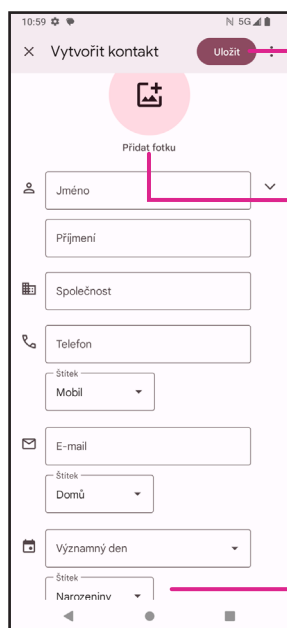 10:59 5G
Vytvořit kontakt Uložit
Přidat fotku
Jméno
Příjmení
Společnost
Telefon
Štítek
Mobil
E-mail
Štítek
Domů
Významný den
Štítek
Narozeniny